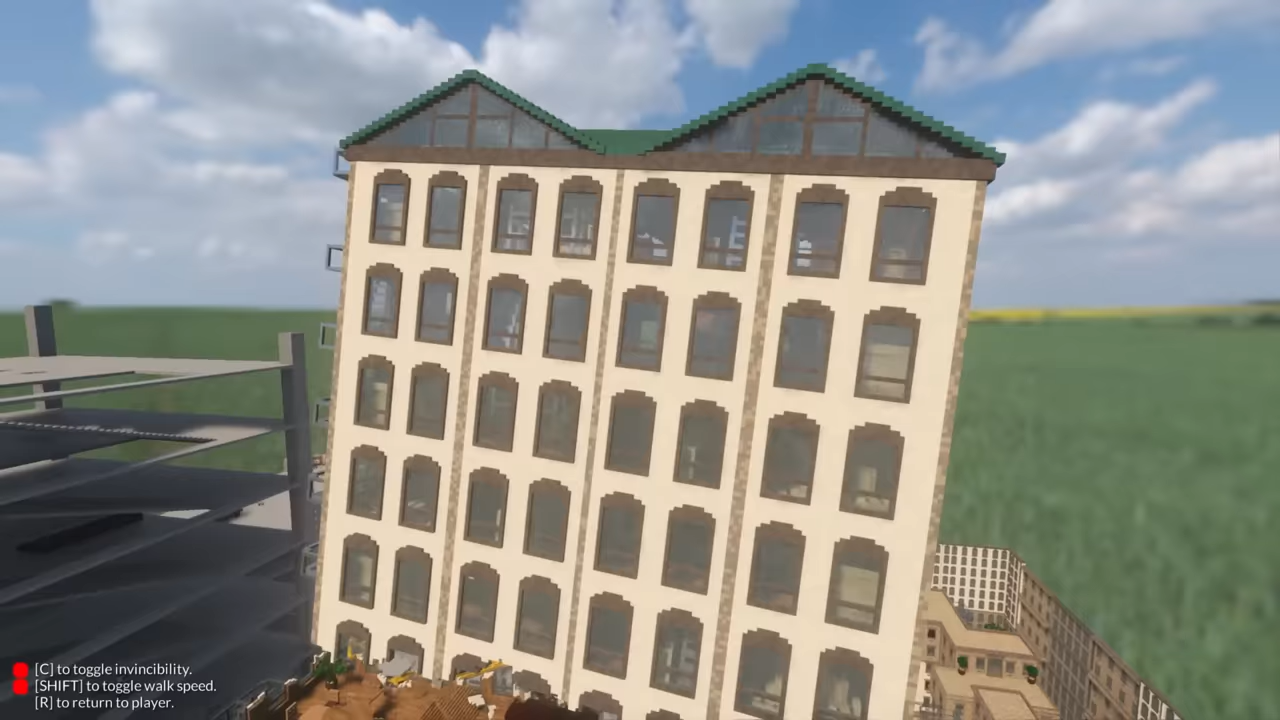 [C] to toggle invincibility.
[SHIFT] to toggle walk speed.
[R] to return to player.